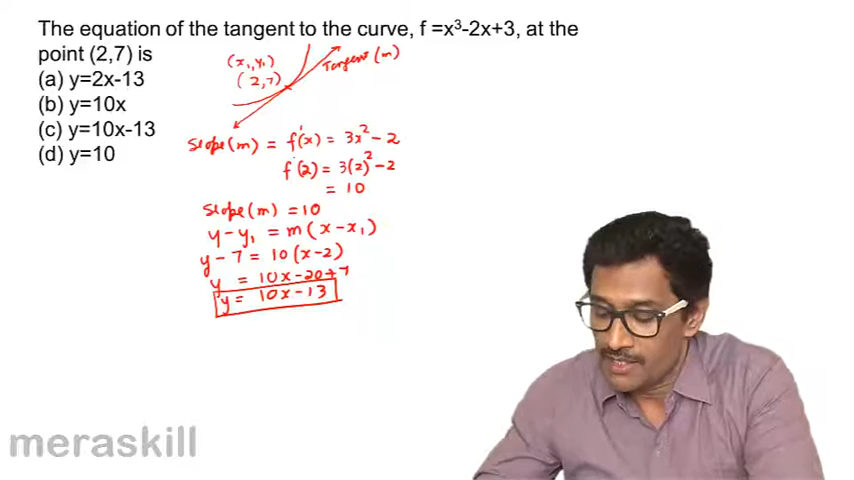 The equation of the tangent to the curve, f =x³-2x+3, at the
point (2,7) is
(a) y=2x-13
(b) y=10x
(c) y=10x-13
(d) y=10
(x₁,y₁)
(2,7)
Tangent (m)
Slope(m) = f'(x) = 3x² - 2
f'(2) = 3(2)² - 2
= 10
Slope(m) = 10
y - y₁ = m(x - x₁)
y - 7 = 10(x - 2)
y = 10x - 20 + 7
y = 10x - 13
meraskill